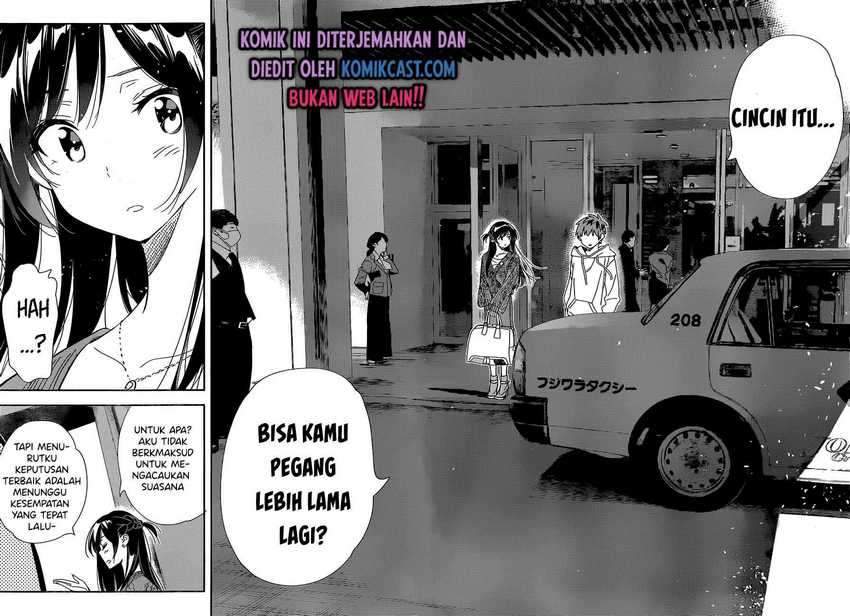 KOMIK INI DITERJEMAHKAN DAN
DIEDIT OLEH KOMIKCAST.COM
BUKAN WEB LAIN!!
CINCIN ITU...
208
フジワラタクシー
BISA KAMU
PEGANG
LEBIH LAMA
LAGI?
HAH
...?
UNTUK APA?
AKU TIDAK
BERKMAKSUD
UNTUK ME-
NGACAUKAN
SUASANA
TAPI MENU-
RUTKU
KEPUTUSAN
TERBAIK ADALAH
MENUNGGU
KESEMPATAN
YANG TEPAT
LALU-